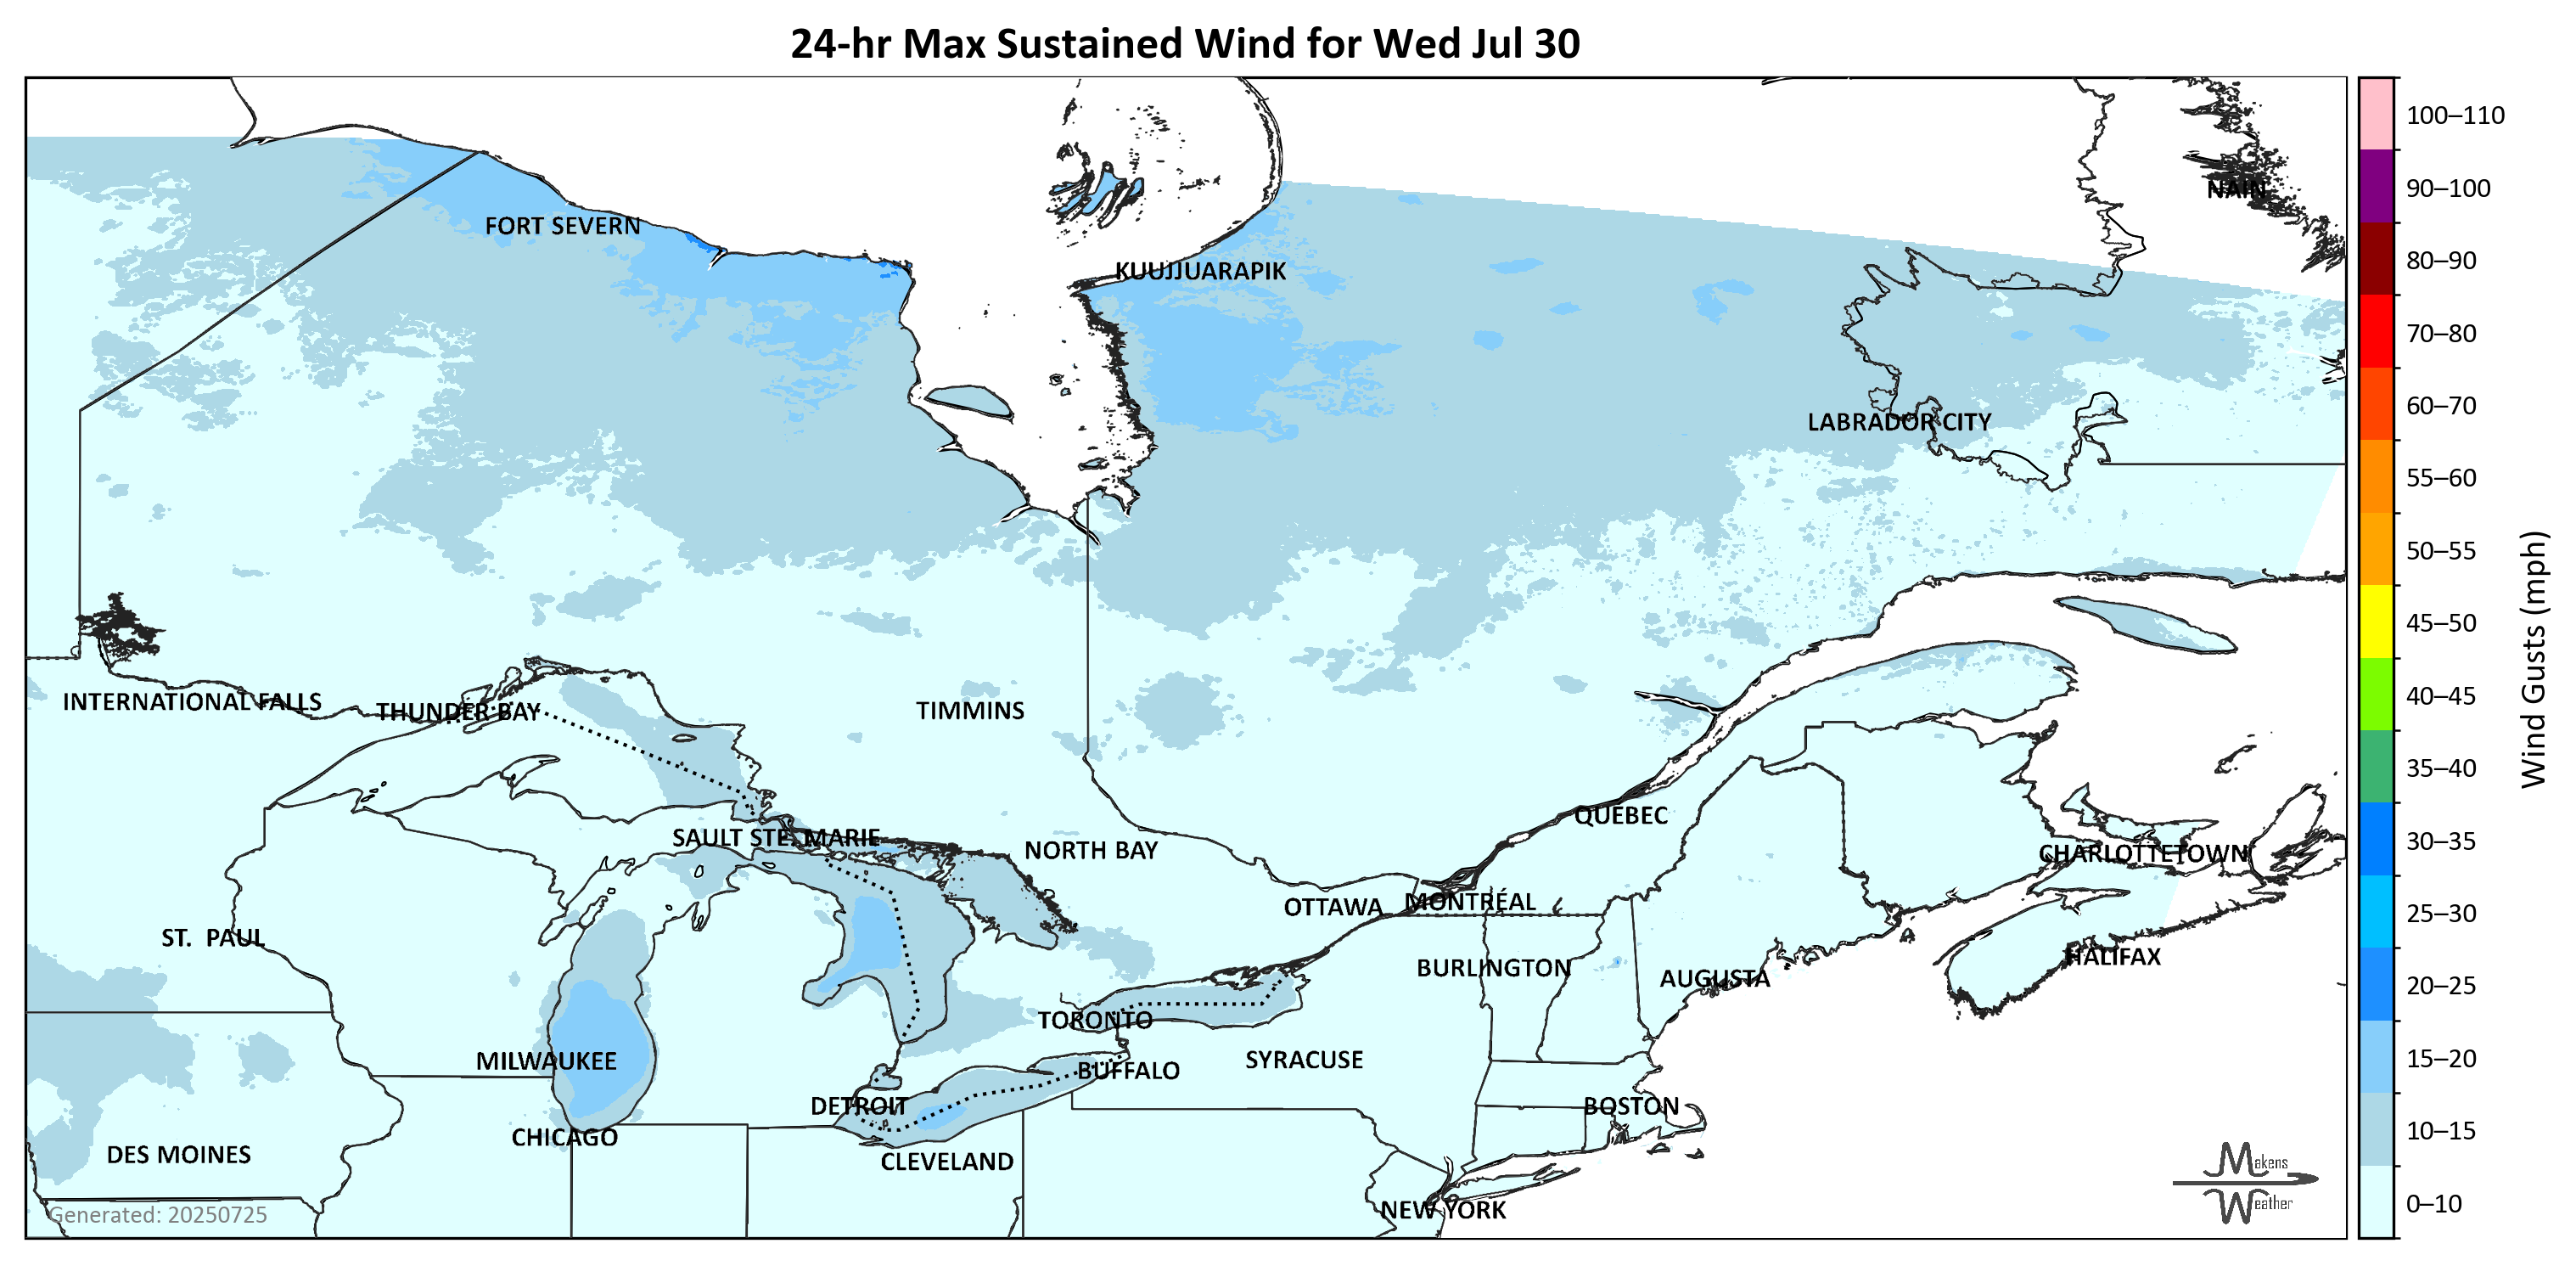 24-hr Max Sustained Wind for Wed Jul 30
100–110
90–100
NAIN
FORT SEVERN
80–90
KUUJJUARAPIK
70–80
60–70
LABRADOR CITY
55–60
50–55
45–50
Wind Gusts (mph)
40–45
INTERNATIONAL FALLS
THUNDER BAY
TIMMINS
35–40
QUÉBEC
SAULT STE. MARIE
30–35
NORTH BAY
CHARLOTTETOWN
OTTAWA
MONTRÉAL
25–30
ST. PAUL
HALIFAX
BURLINGTON
AUGUSTA
20–25
TORONTO
MILWAUKEE
SYRACUSE
15–20
BUFFALO
DETROIT
BOSTON
CHICAGO
10–15
DES MOINES
CLEVELAND
Makens
Weather
0–10
NEW YORK
Generated: 20250725